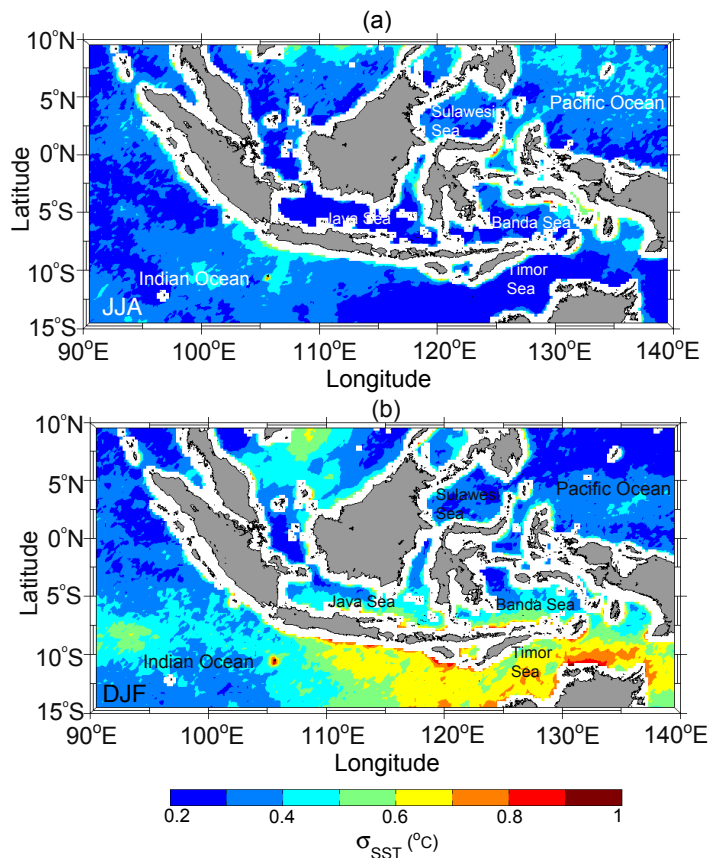 (a)
10°N
5°N
0°N
5°S
10°S
15°S
Latitude
Sulawesi
Sea
Pacific Ocean
Java Sea
Banda Sea
Indian Ocean
Timor
Sea
JJA
90°E 100°E 110°E 120°E 130°E 140°E
Longitude
(b)
10°N
5°N
0°N
5°S
10°S
15°S
Latitude
Sulawesi
Sea
Pacific Ocean
Java Sea
Banda Sea
Indian Ocean
Timor
Sea
DJF
90°E 100°E 110°E 120°E 130°E 140°E
Longitude
0.2 0.4 0.6 0.8 1
σSST (°C)